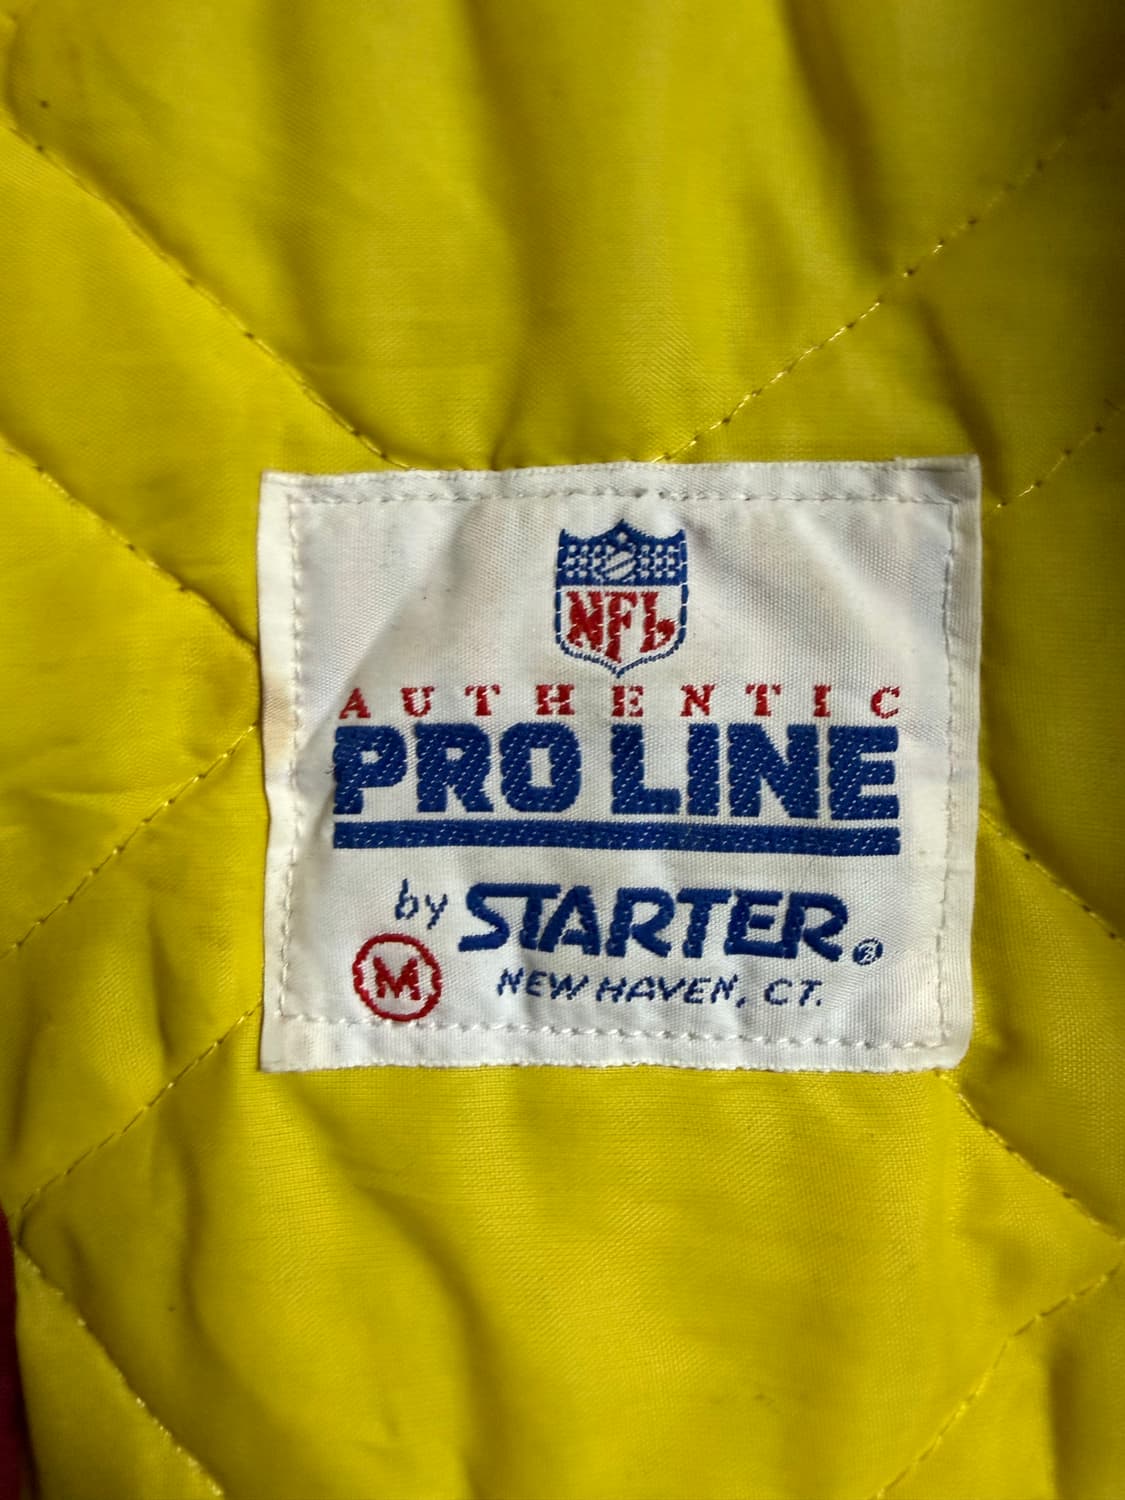 NFL
AUTHENTIC
PRO LINE
by STARTER®
M
NEW HAVEN, CT.